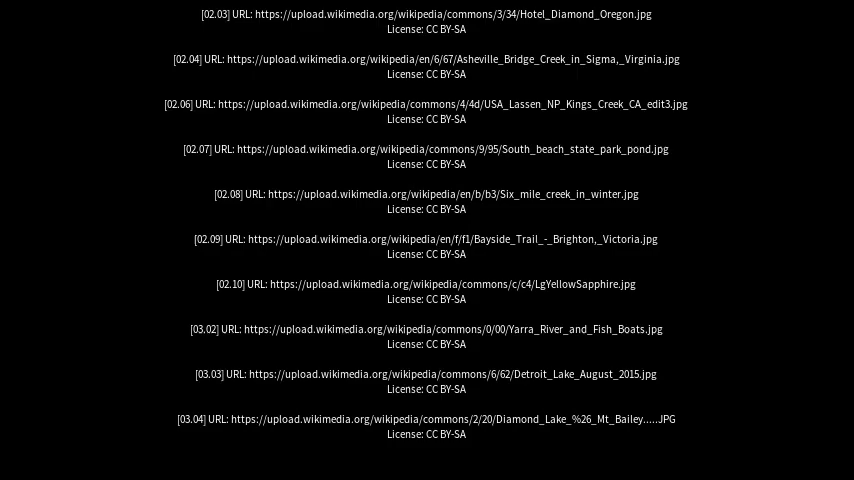 [02.03] URL: https://upload.wikimedia.org/wikipedia/commons/3/34/Hotel_Diamond_Oregon.jpg
License: CC BY-SA
[02.04] URL: https://upload.wikimedia.org/wikipedia/en/6/67/Asheville_Bridge_Creek_in_Sigma,_Virginia.jpg
License: CC BY-SA
[02.06] URL: https://upload.wikimedia.org/wikipedia/commons/4/4d/USA_Lassen_NP_Kings_Creek_CA_edit3.jpg
License: CC BY-SA
[02.07] URL: https://upload.wikimedia.org/wikipedia/commons/9/95/South_beach_state_park_pond.jpg
License: CC BY-SA
[02.08] URL: https://upload.wikimedia.org/wikipedia/en/b/b3/Six_mile_creek_in_winter.jpg
License: CC BY-SA
[02.09] URL: https://upload.wikimedia.org/wikipedia/en/f/f1/Bayside_Trail_-_Brighton,_Victoria.jpg
License: CC BY-SA
[02.10] URL: https://upload.wikimedia.org/wikipedia/commons/c/c4/LgYellowSapphire.jpg
License: CC BY-SA
[03.02] URL: https://upload.wikimedia.org/wikipedia/commons/0/00/Yarra_River_and_Fish_Boats.jpg
License: CC BY-SA
[03.03] URL: https://upload.wikimedia.org/wikipedia/commons/6/62/Detroit_Lake_August_2015.jpg
License: CC BY-SA
[03.04] URL: https://upload.wikimedia.org/wikipedia/commons/2/20/Diamond_Lake_%26_Mt_Bailey.....JPG
License: CC BY-SA